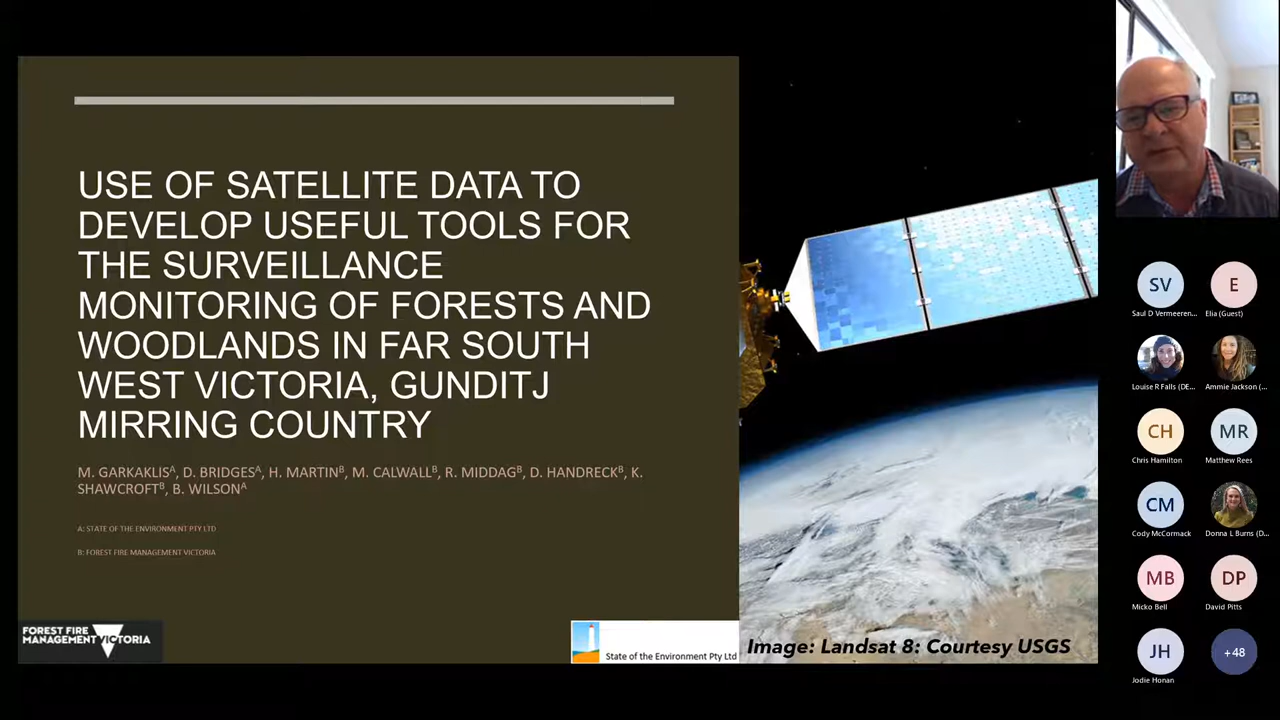 USE OF SATELLITE DATA TO
DEVELOP USEFUL TOOLS FOR
THE SURVEILLANCE
MONITORING OF FORESTS AND
WOODLANDS IN FAR SOUTH
WEST VICTORIA, GUNDITJ
MIRRING COUNTRY
M. GARKAKLISᴬ, D. BRIDGESᴬ, H. MARTINᴮ, M. CALWALLᴮ, R. MIDDAGᴮ, D. HANDRECKᴮ, K.
SHAWCROFTᴮ, B. WILSONᴬ
A: STATE OF THE ENVIRONMENT PTY LTD
B: FOREST FIRE MANAGEMENT VICTORIA
FOREST FIRE
MANAGEMENT VICTORIA
State of the Environment Pty Ltd
Image: Landsat 8: Courtesy USGS
SV
E
Saul D Vermeeren...
Elia (Guest)
Louise R Falls (DE...
Ammie Jackson (...
CH
MR
Chris Hamilton
Matthew Rees
CM
Cody McCormack
Donna L Burns (D...
MB
DP
Micko Bell
David Pitts
JH
+48
Jodie Honan